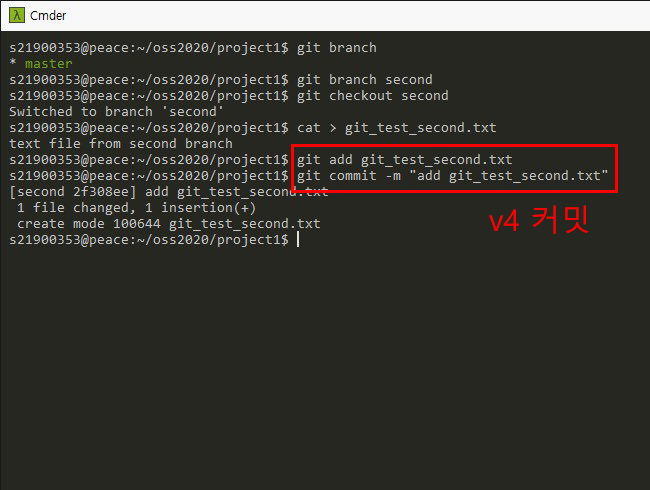 λ Cmder
s21900353@peace:~/oss2020/project1$ git branch
* master
s21900353@peace:~/oss2020/project1$ git branch second
s21900353@peace:~/oss2020/project1$ git checkout second
Switched to branch 'second'
s21900353@peace:~/oss2020/project1$ cat > git_test_second.txt
text file from second branch
s21900353@peace:~/oss2020/project1$ git add git_test_second.txt
s21900353@peace:~/oss2020/project1$ git commit -m "add git_test_second.txt"
[second 2f308ee] add git_test_second.txt
 1 file changed, 1 insertion(+)
 create mode 100644 git_test_second.txt
s21900353@peace:~/oss2020/project1$
v4 커밋